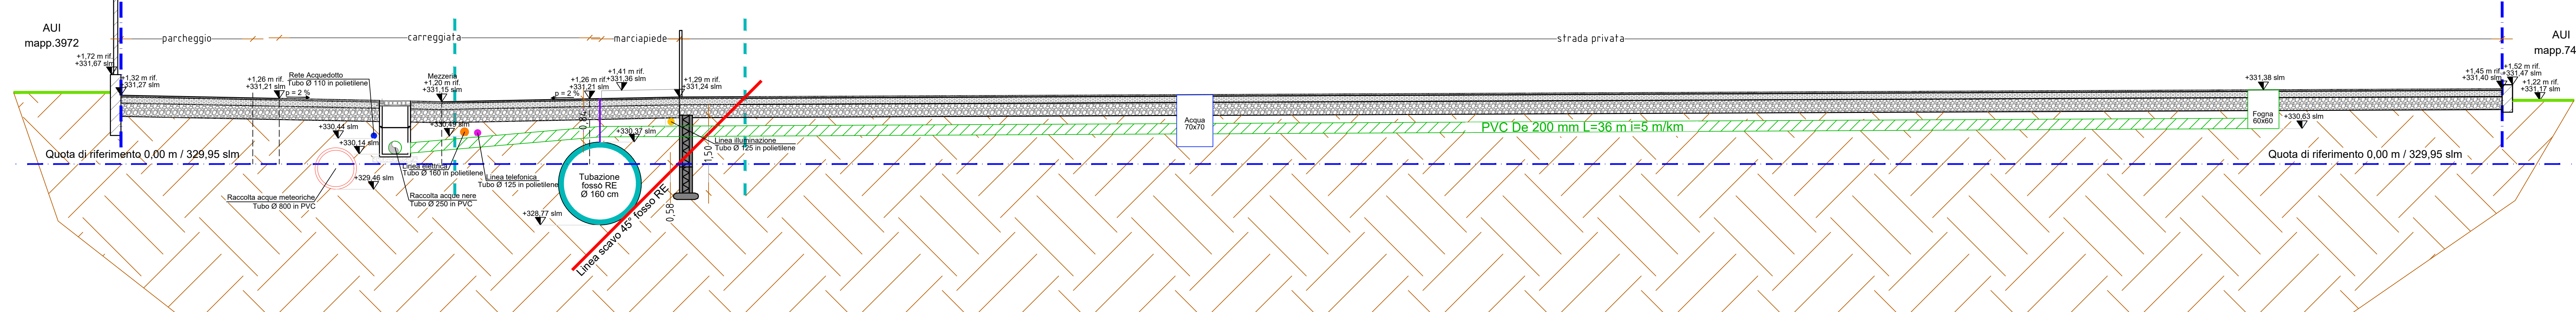 AUI
mapp.3972
parcheggio
carreggiata
marciapiede
strada privata
AUI
mapp.74
+1,72 m rif.
+331,67 slm
+1,32 m rif.
+331,27 slm
+1,26 m rif.
+331,21 slm
p = 2 %
Rete Acquedotto
Tubo Ø 110 in polietilene
Mezzeria
+1,20 m rif.
+331,15 slm
p = 2 %
+1,26 m rif.
+331,21 slm
+1,41 m rif.
+331,36 slm
+1,29 m rif.
+331,24 slm
+331,38 slm
+1,45 m rif.
+331,40 slm
+1,52 m rif.
+331,47 slm
+1,22 m rif.
+331,17 slm
+330,44 slm
+330,14 slm
+329,46 slm
+330,37 slm
Acqua
70x70
PVC De 200 mm L=36 m i=5 m/km
Fogna
60x60
+330,63 slm
Linea illuminazione
Tubo Ø 125 in polietilene
1,50
Quota di riferimento 0,00 m / 329,95 slm
Quota di riferimento 0,00 m / 329,95 slm
Linea elettrica
Tubo Ø 160 in polietilene
Linea telefonica
Tubo Ø 125 in polietilene
Tubazione
fosso RE
Ø 160 cm
Raccolta acque meteoriche
Tubo Ø 800 in PVC
Raccolta acque nere
Tubo Ø 250 in PVC
+328,77 slm
0,58
Linea scavo 45° fosso RE